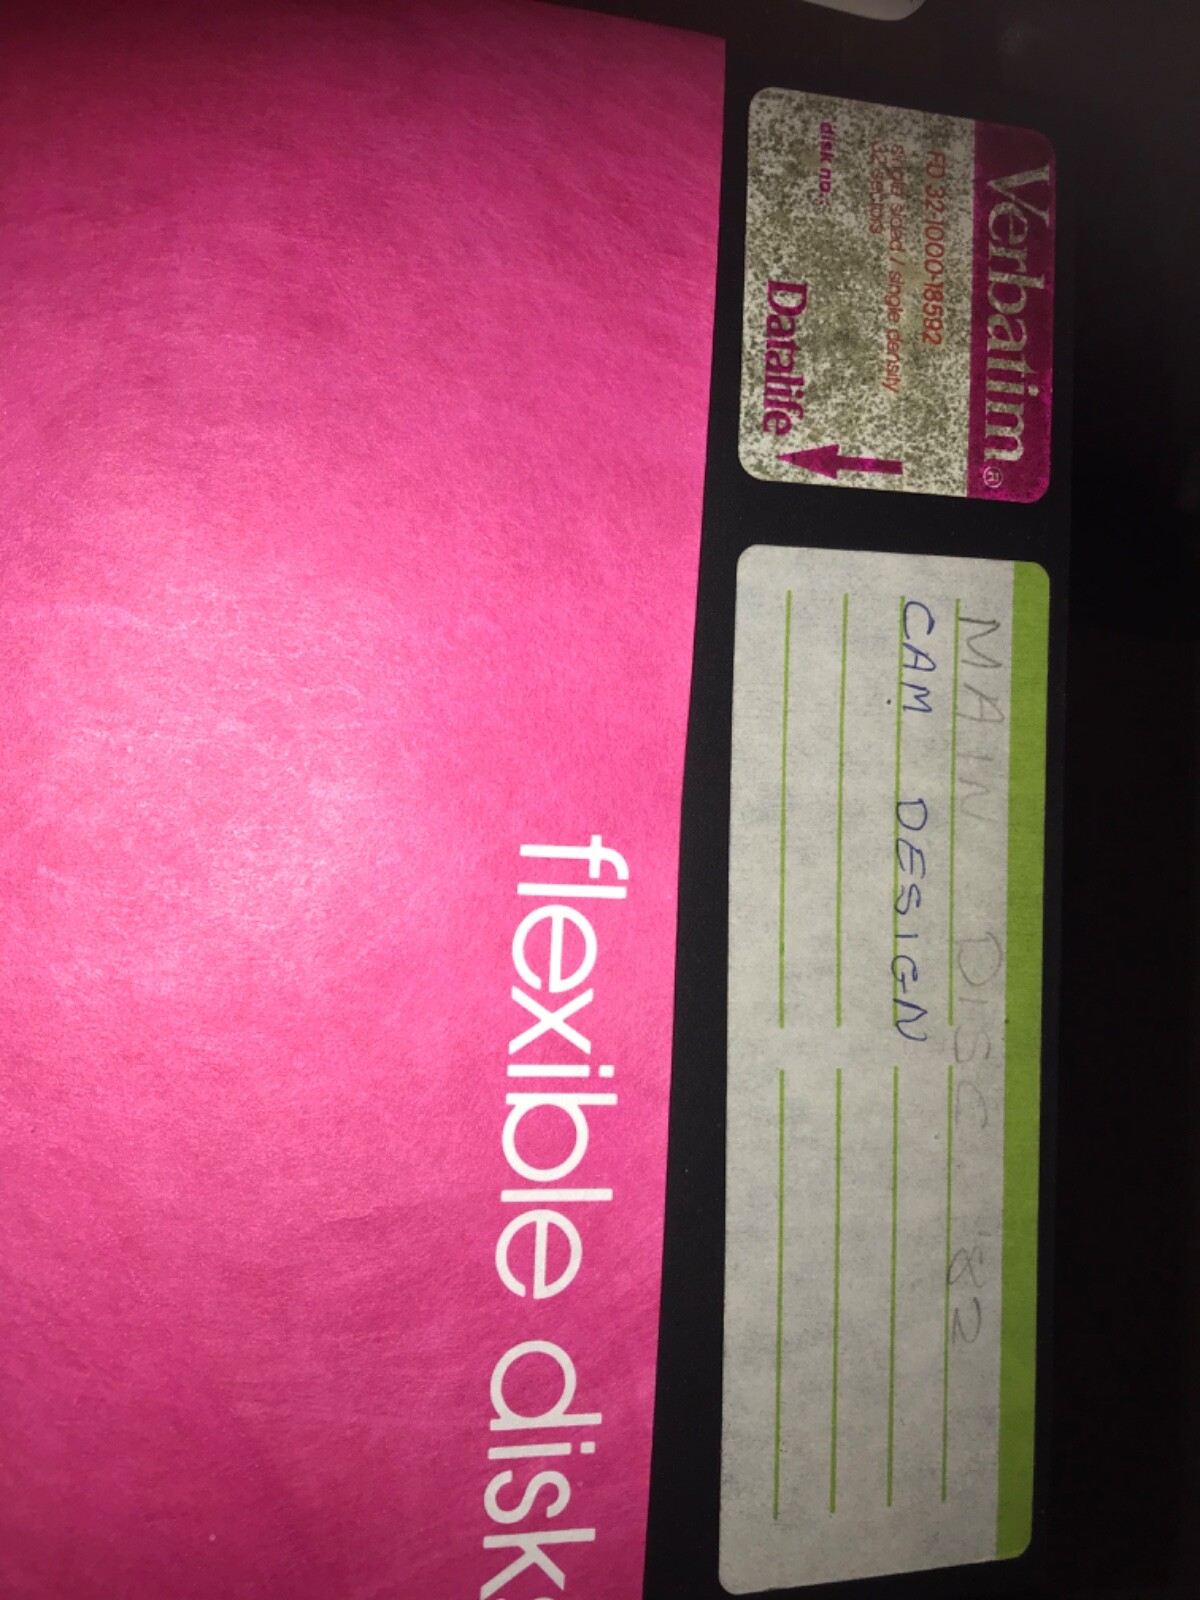 Verbatim®
FD 32 1000-18592
Single sided / single density
32 sectors
disk no.:
Datalife
MAIN DISC '82
CAM DESIGN
flexible disk